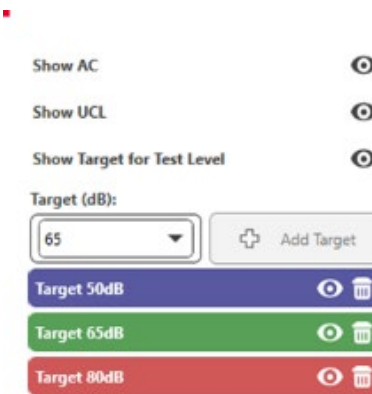 Show AC
Show UCL
Show Target for Test Level
Target (dB):
65
Add Target
Target 50dB
Target 65dB
Target 80dB